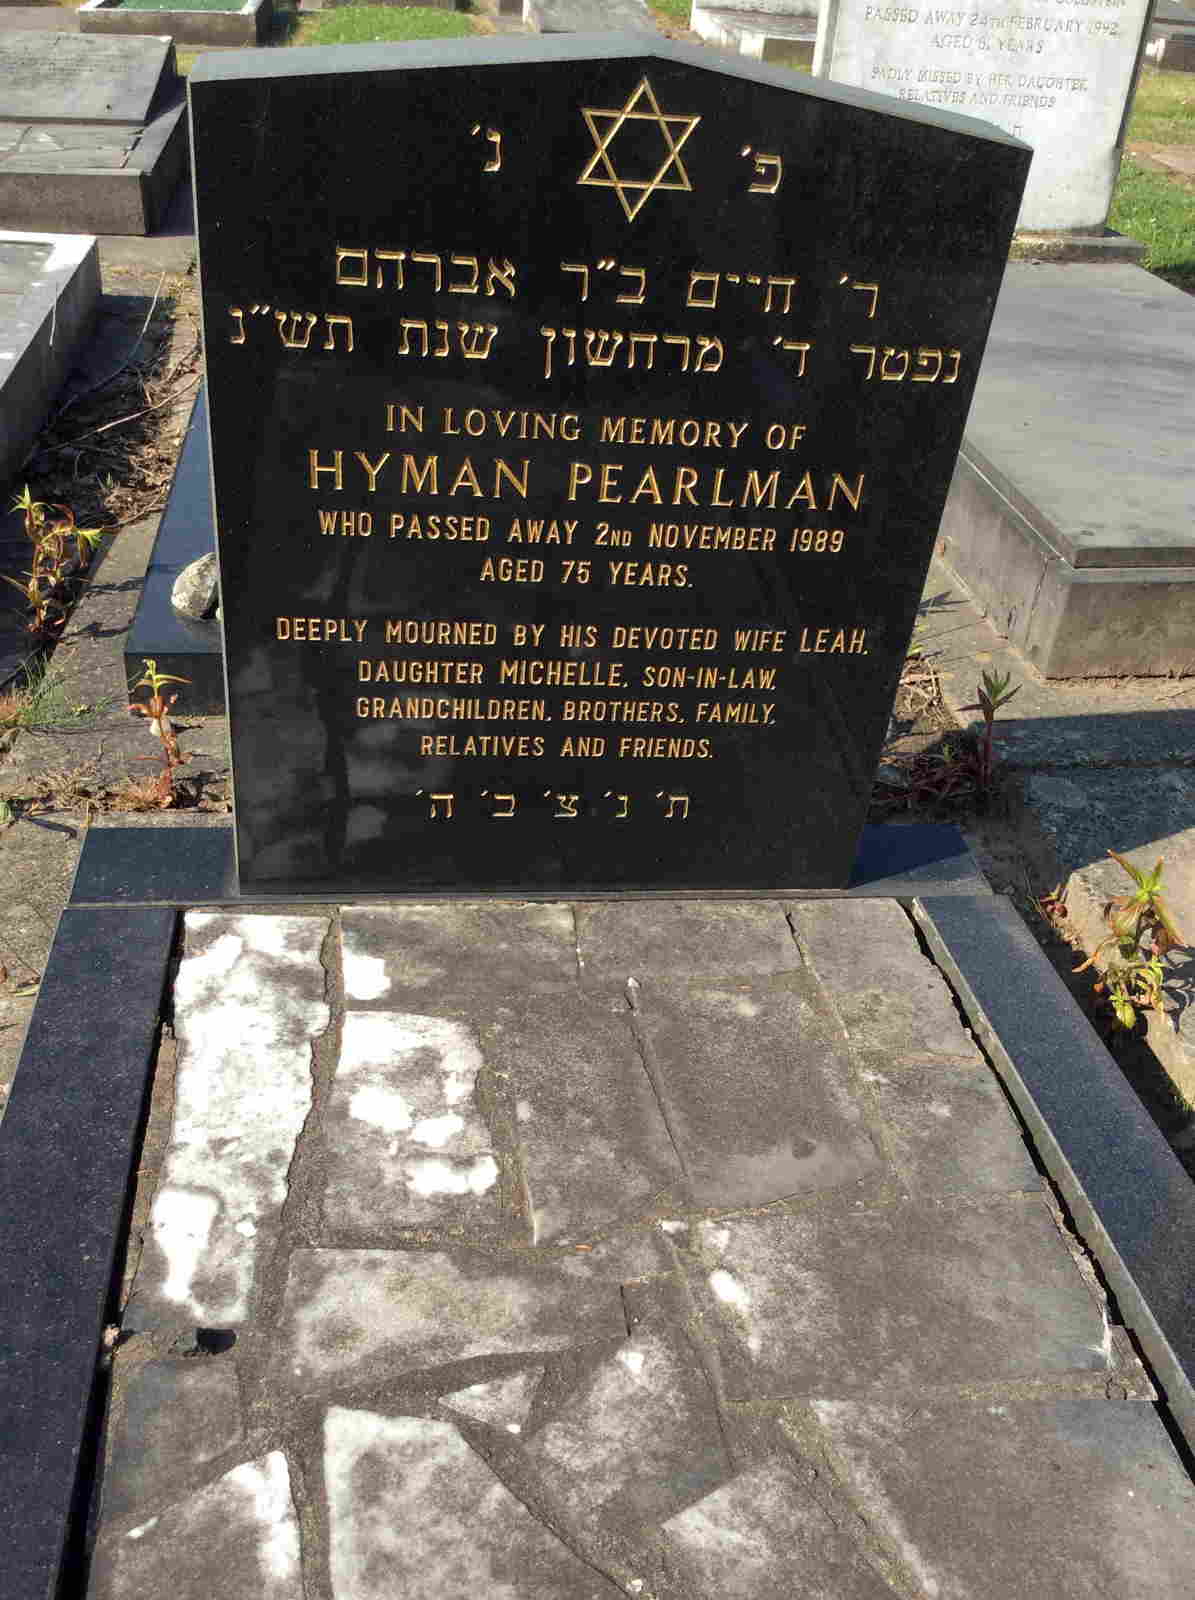 פ׳ נ׳
ר׳ חיים ב״ר אברהם
נפטר ד׳ מרחשון שנת תש״נ
IN LOVING MEMORY OF
HYMAN PEARLMAN
WHO PASSED AWAY 2ND NOVEMBER 1989
AGED 75 YEARS.
DEEPLY MOURNED BY HIS DEVOTED WIFE LEAH,
DAUGHTER MICHELLE, SON-IN-LAW,
GRANDCHILDREN, BROTHERS, FAMILY,
RELATIVES AND FRIENDS.
ת׳ נ׳ צ׳ ב׳ ה׳
PASSED AWAY 24TH FEBRUARY 1992
AGED YEARS
SADLY MISSED BY HER DAUGHTER,
RELATIVES AND FRIENDS